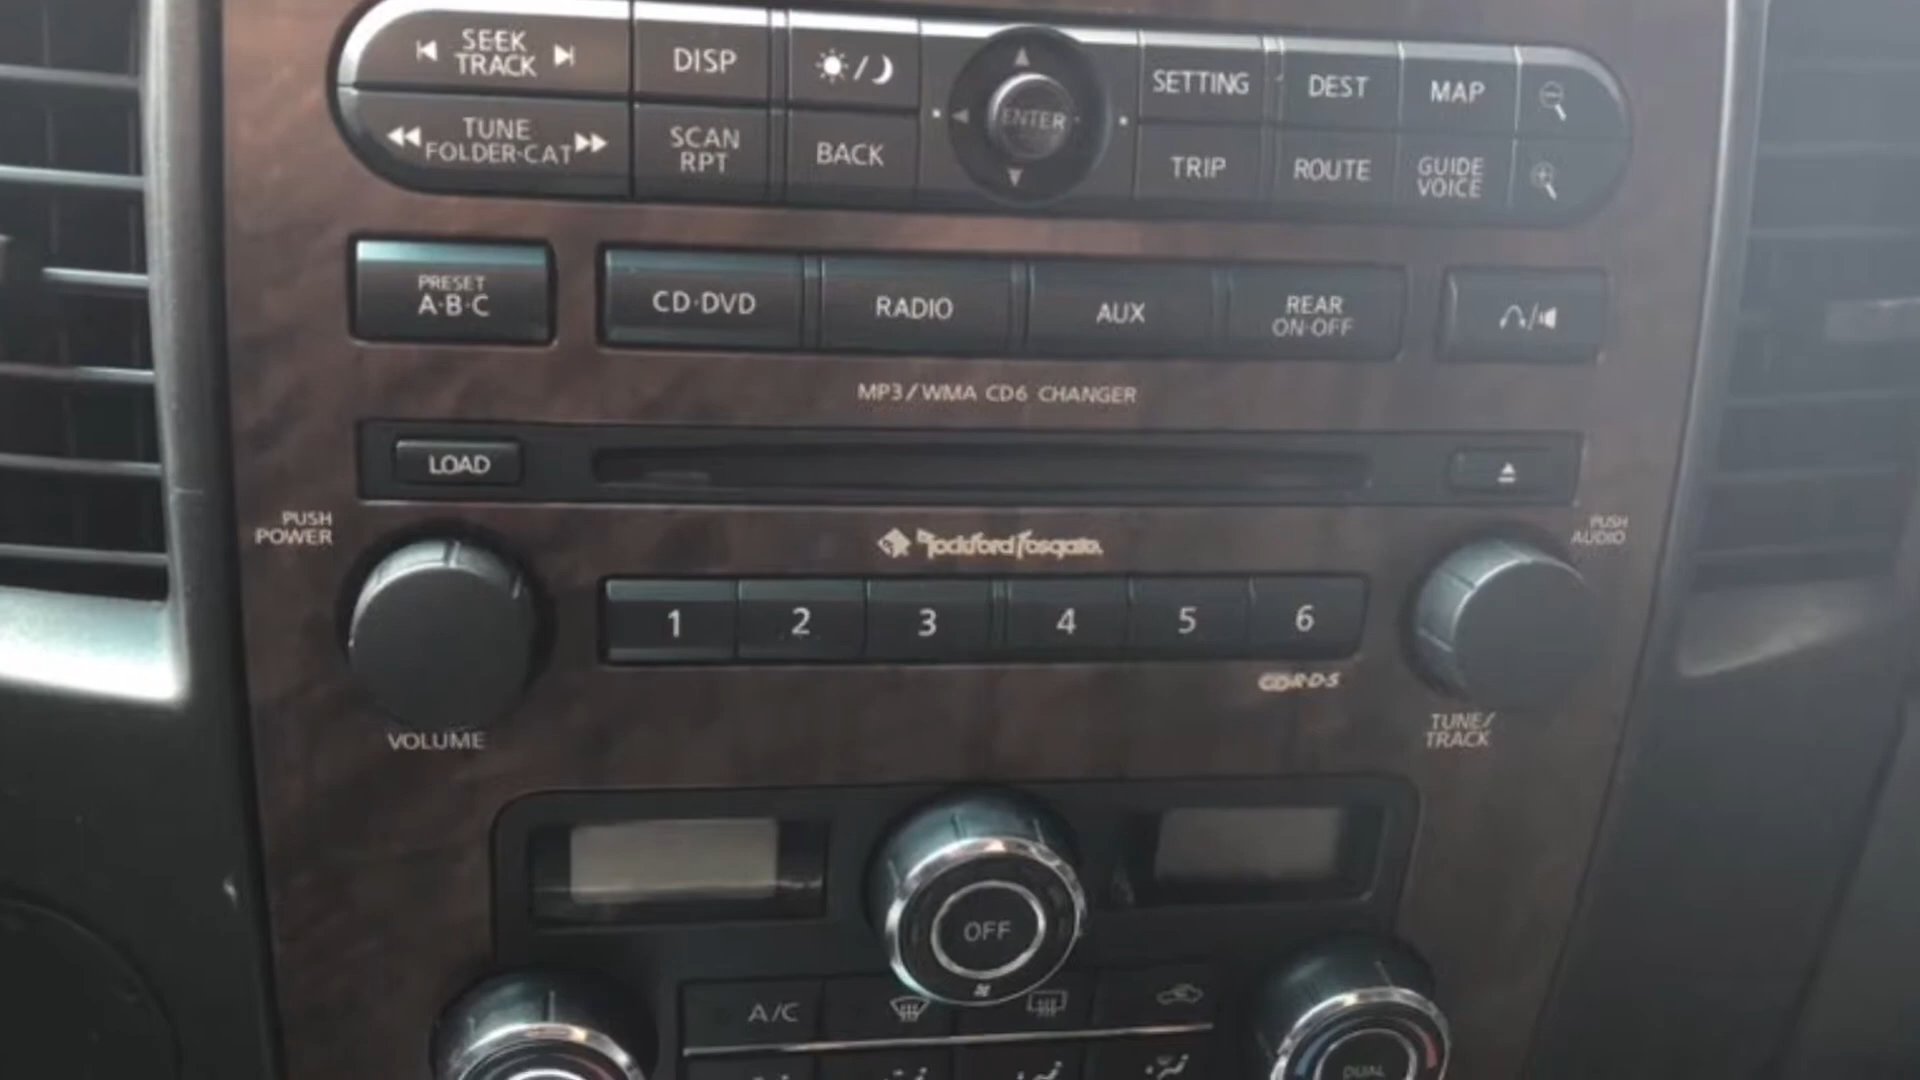 SEEK
TRACK
DISP
SETTING
DEST
MAP
TUNE
FOLDER·CAT
SCAN
RPT
BACK
ENTER
TRIP
ROUTE
GUIDE
VOICE
PRESET
A·B·C
CD·DVD
RADIO
AUX
REAR
ON·OFF
MP3/WMA CD6 CHANGER
LOAD
PUSH
POWER
PUSH
AUDIO
Rockford Fosgate
1 2 3 4 5 6
R·D·S
VOLUME
TUNE/
TRACK
OFF
A/C
DUAL